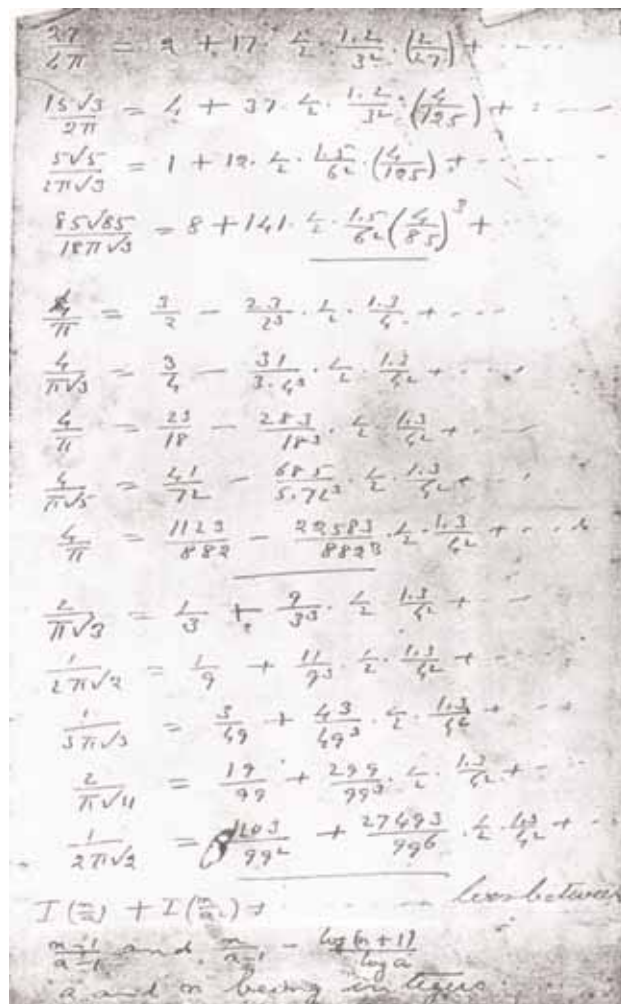 27/4π = 2 + 17 · 1/2 · 1.2/3² · (2/27) + ....
15√3/2π = 4 + 37 · 1/2 · 1.2/3² · (4/125) + ....
5√5/2π√3 = 1 + 12 · 1/2 · 1.5/6² · (4/125) + ....
85√85/18π√3 = 8 + 141 · 1/2 · 1.5/6² (4/85)³ + ..
4/π = 3/2 − 23/2³ · 1/2 · 1.3/4² + ...
4/π√3 = 3/4 − 31/3.4³ · 1/2 · 1.3/4² + ....
4/π = 23/18 − 283/18³ · 1/2 · 1.3/4² + ...
4/π√5 = 41/72 − 685/5.72³ · 1/2 · 1.3/4² + ...
4/π = 1123/882 − 22583/882³ · 1/2 · 1.3/4² + ....
2/π√3 = 1/3 + 9/3³ · 1/2 · 1.3/4² + ...
1/2π√2 = 1/9 + 11/9³ · 1/2 · 1.3/4² + ....
1/3π√3 = 3/49 + 43/49³ · 1/2 · 1.3/4² + ...
2/π√11 = 19/99 + 299/99³ · 1/2 · 1.3/4² + ...
1/2π√2 = 1103/99² + 27493/99⁶ · 1/2 · 1.3/4² + ..
I(n/a) + I(n/a²) + ........ lies between
n−1/a−1 and n/a−1 − log(n+1)/log a
a and n being integers.